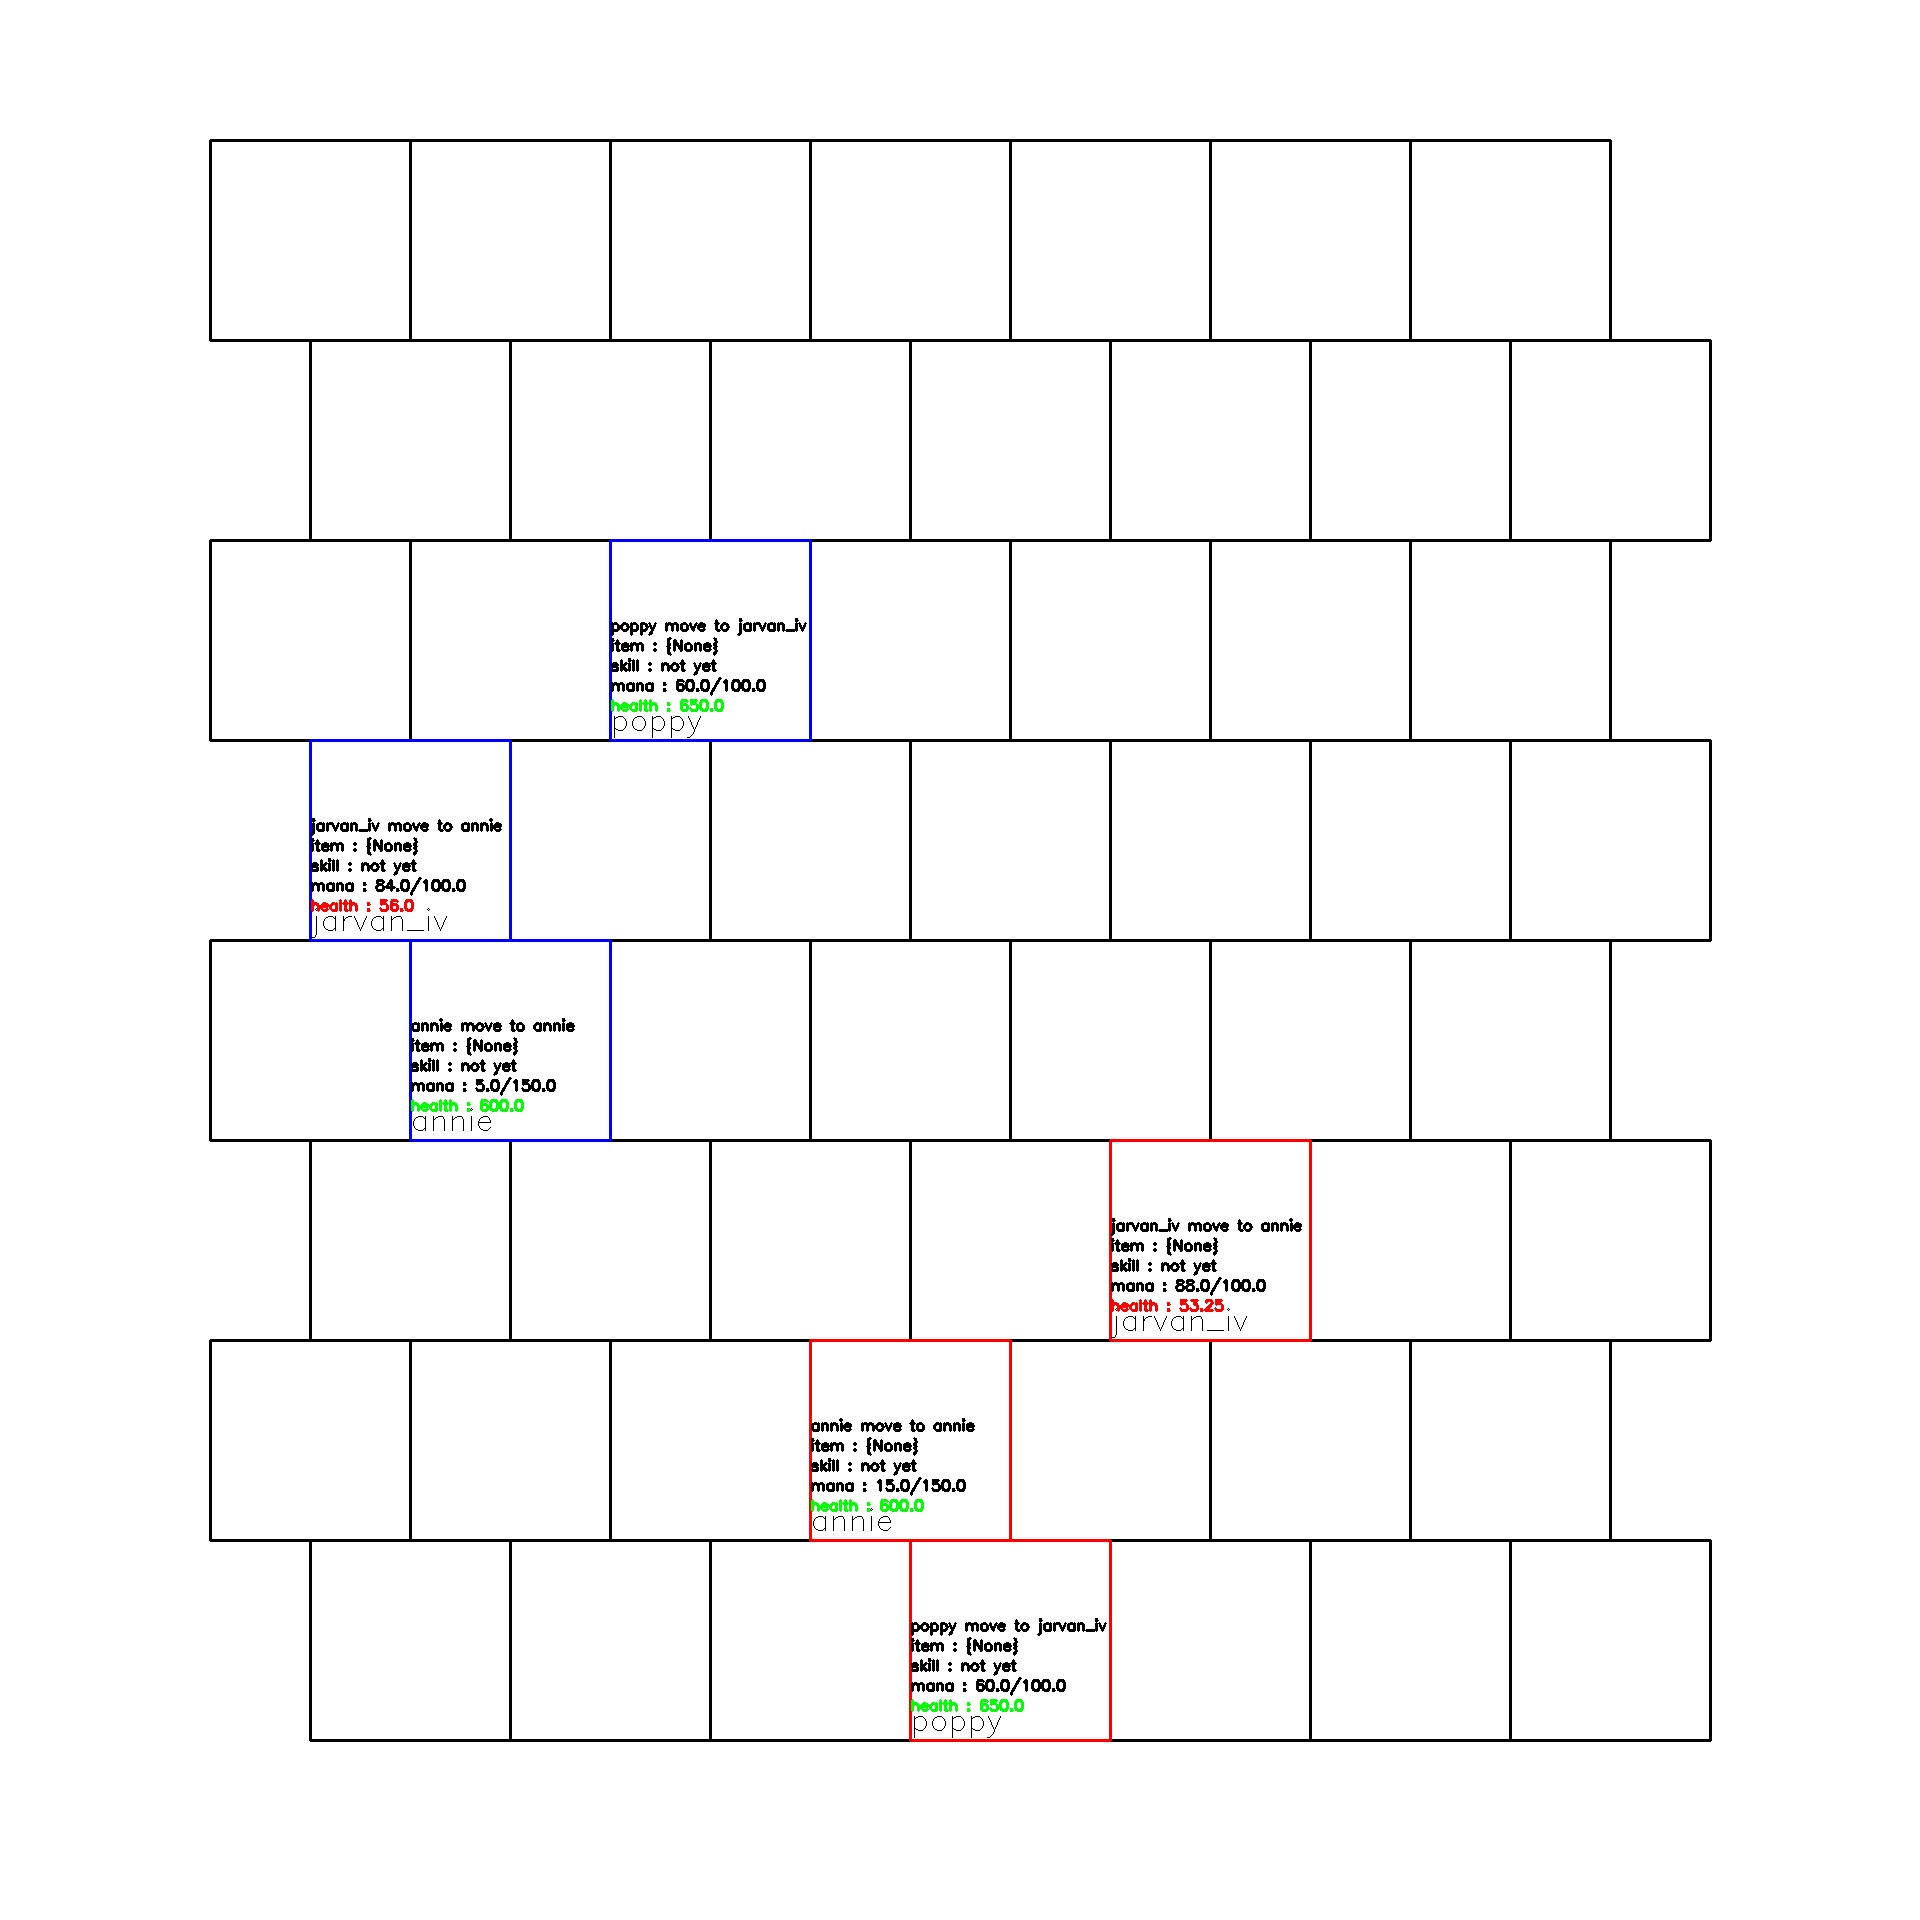 poppy move to jarvan_iv
item : {None}
skill : not yet
mana : 60.0/100.0
health : 650.0
poppy
jarvan_iv move to annie
item : {None}
skill : not yet
mana : 84.0/100.0
health : 56.0
jarvan_iv
annie move to annie
item : {None}
skill : not yet
mana : 5.0/150.0
health : 600.0
annie
jarvan_iv move to annie
item : {None}
skill : not yet
mana : 88.0/100.0
health : 53.25
jarvan_iv
annie move to annie
item : {None}
skill : not yet
mana : 15.0/150.0
health : 600.0
annie
poppy move to jarvan_iv
item : {None}
skill : not yet
mana : 60.0/100.0
health : 650.0
poppy